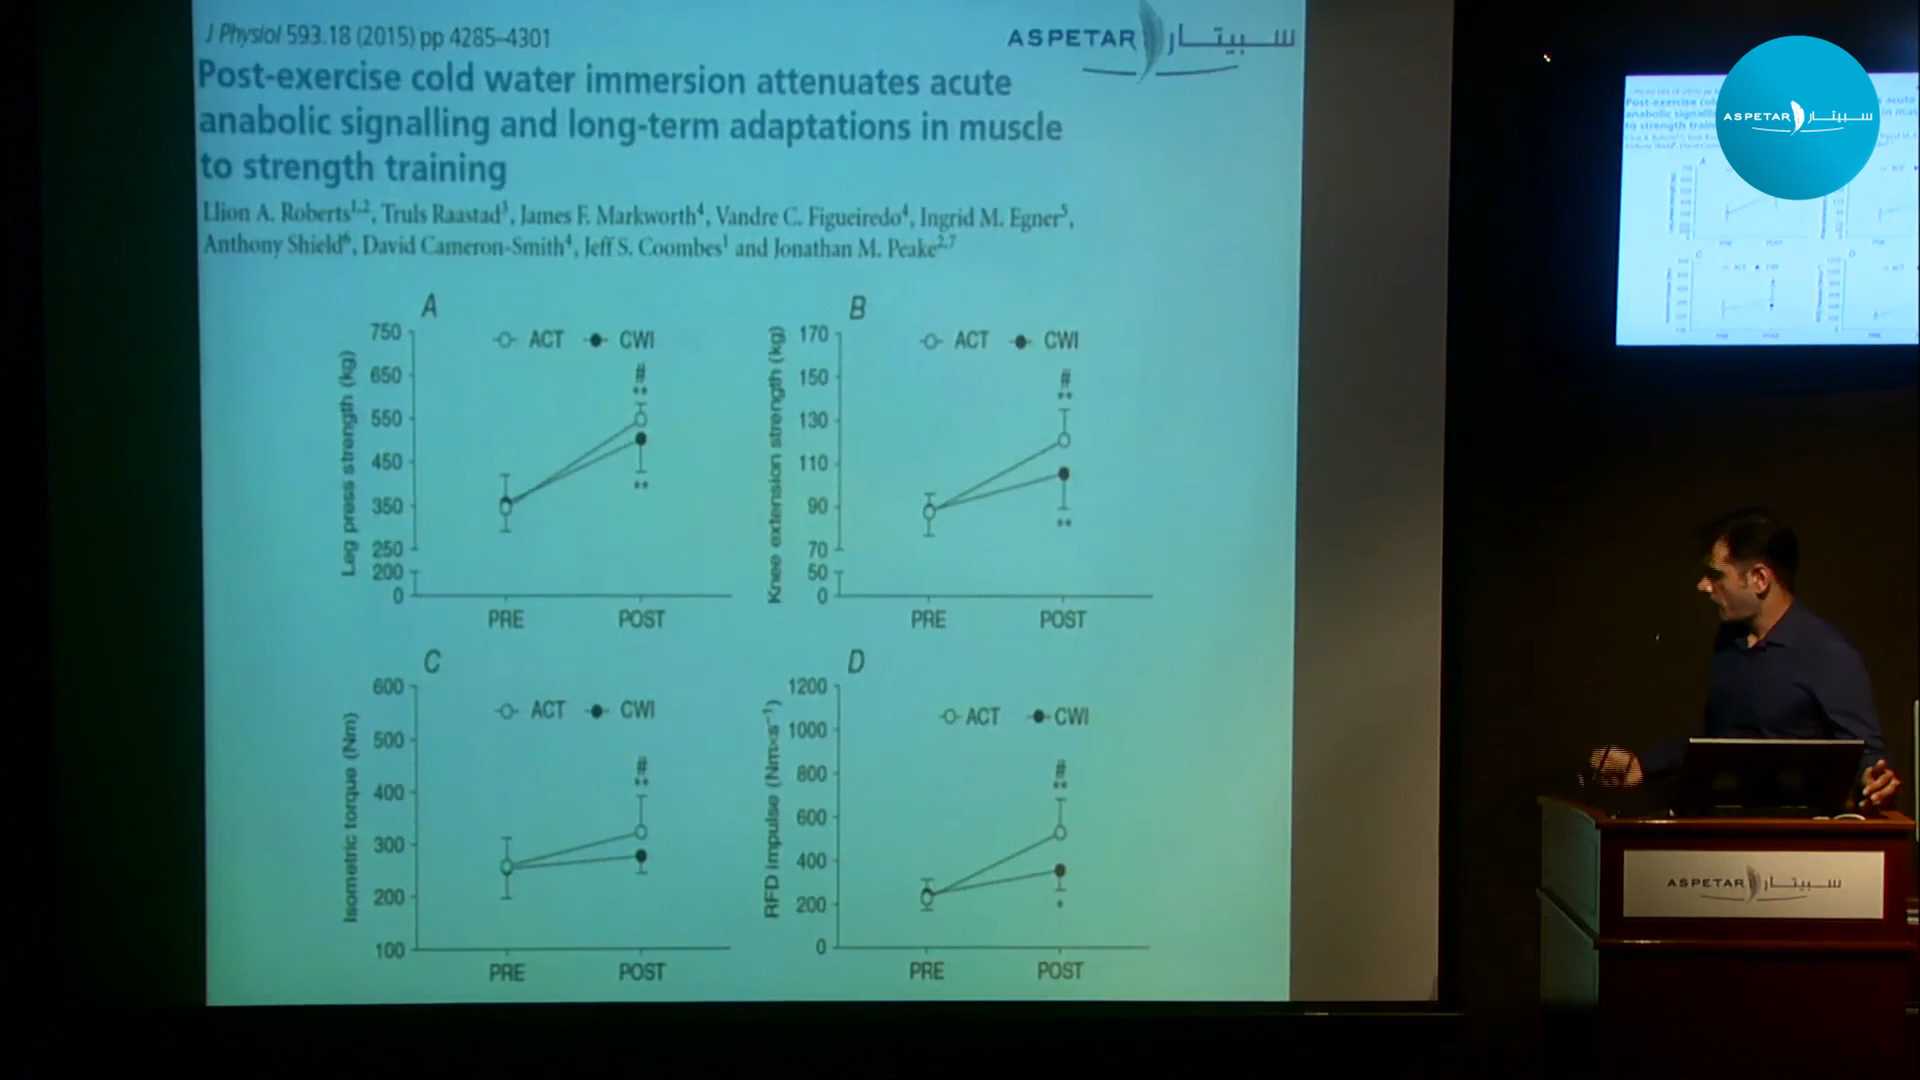 J Physiol 593.18 (2015) pp 4285–4301
ASPETAR سبيتار
Post-exercise cold water immersion attenuates acute
anabolic signalling and long-term adaptations in muscle
to strength training
Llion A. Roberts1,2, Truls Raastad3, James F. Markworth4, Vandre C. Figueiredo4, Ingrid M. Egner5,
Anthony Shield6, David Cameron-Smith4, Jeff S. Coombes1 and Jonathan M. Peake2,7
A
Leg press strength (kg)
750
650
550
450
350
250
200
0
ACT CWI
#
**
**
PRE POST
B
Knee extension strength (kg)
170
150
130
110
90
70
50
0
ACT CWI
#
**
**
PRE POST
C
Isometric torque (Nm)
600
500
400
300
200
100
ACT CWI
#
**
PRE POST
D
RFD impulse (Nm×s−1)
1200
1000
800
600
400
200
0
ACT CWI
#
**
*
PRE POST
ASPETAR سبيتار
ASPETAR سبيتار